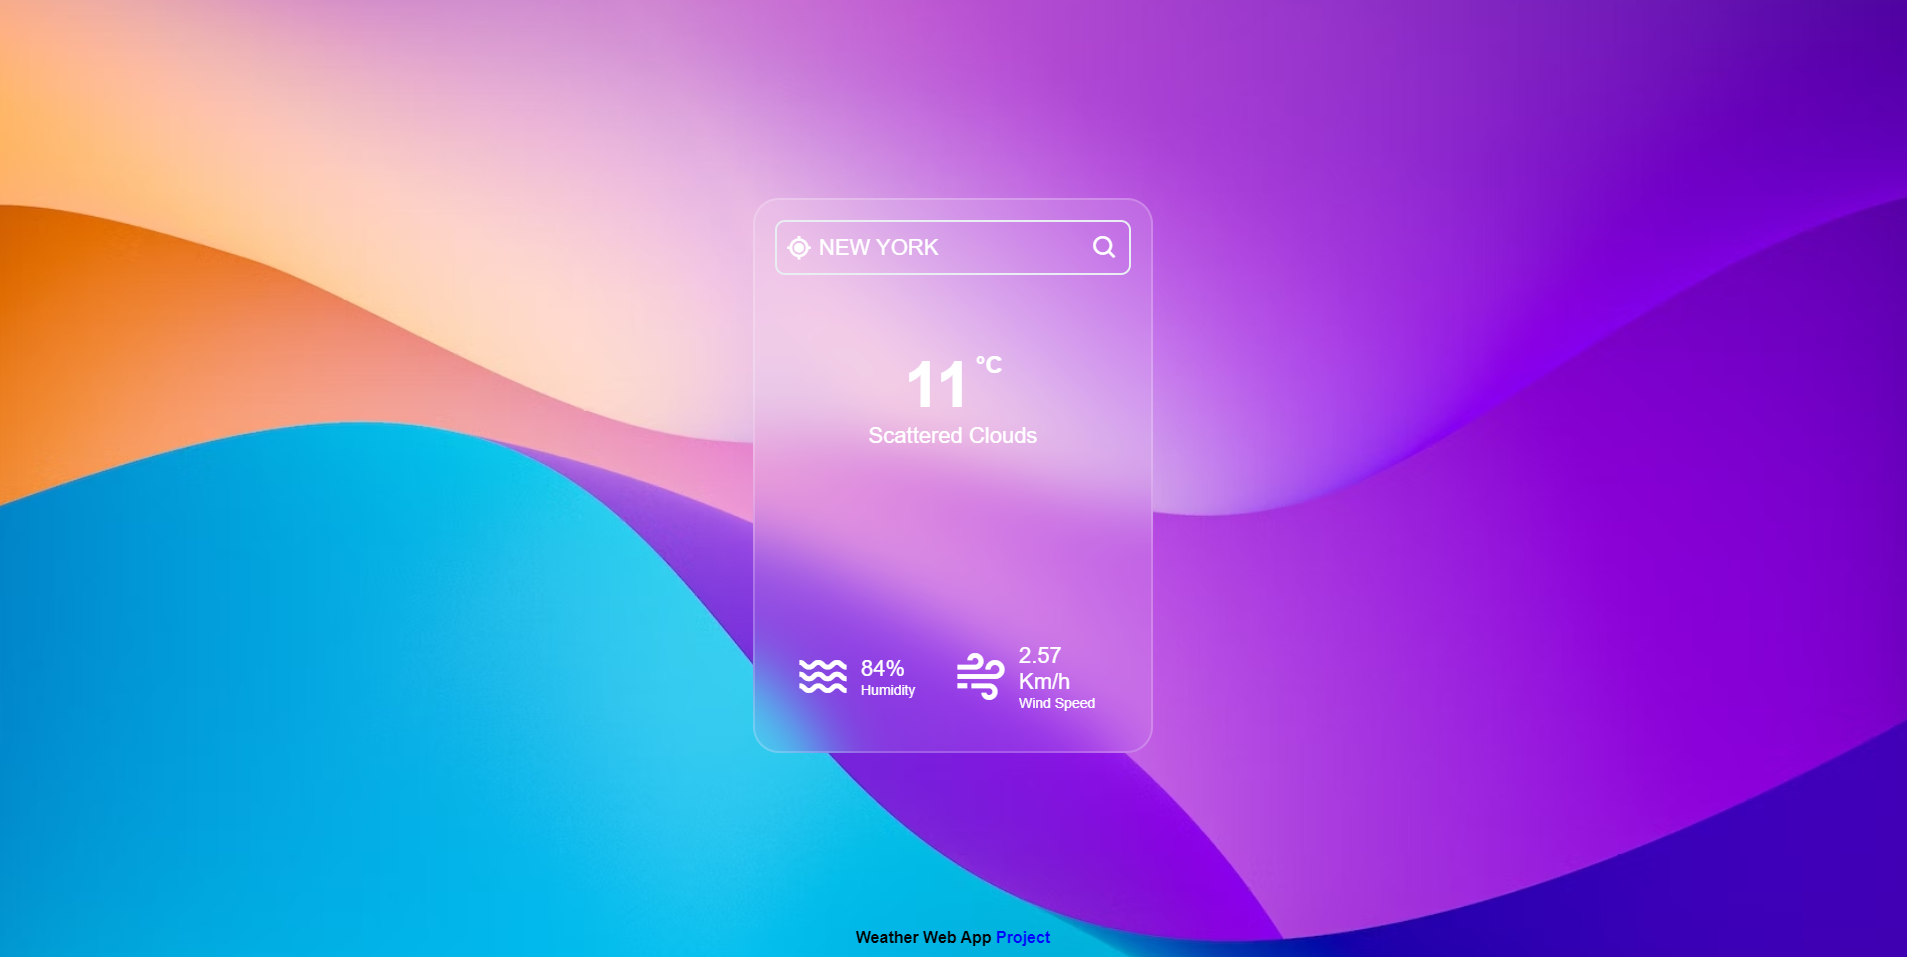 NEW YORK
11 °C
Scattered Clouds
84%
Humidity
2.57
Km/h
Wind Speed
Weather Web App Project